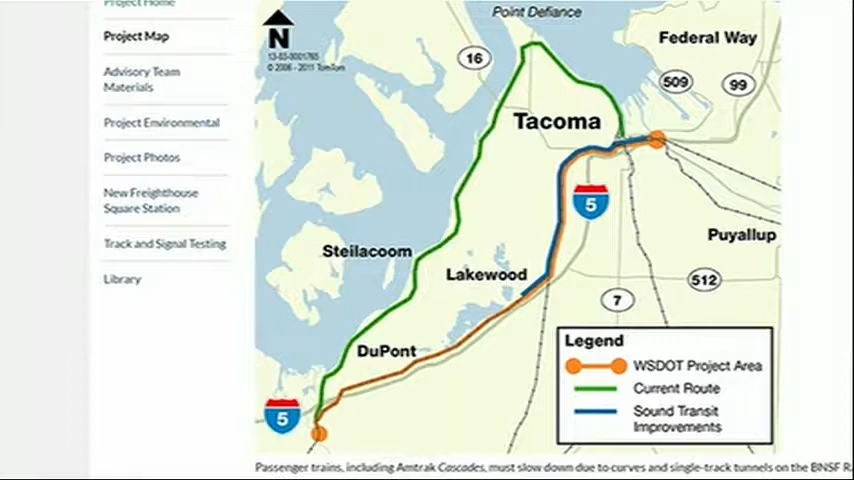 Project Home
Project Map
Advisory Team
Materials
Project Environmental
Project Photos
New Freighthouse
Square Station
Track and Signal Testing
Library
Point Defiance
N
© 2006 - 2011 TomTom
16
Federal Way
509
99
Tacoma
5
Puyallup
Steilacoom
Lakewood
512
7
DuPont
5
Legend
WSDOT Project Area
Current Route
Sound Transit
Improvements
Passenger trains, including Amtrak Cascades, must slow down due to curves and single-track tunnels on the BNSF R